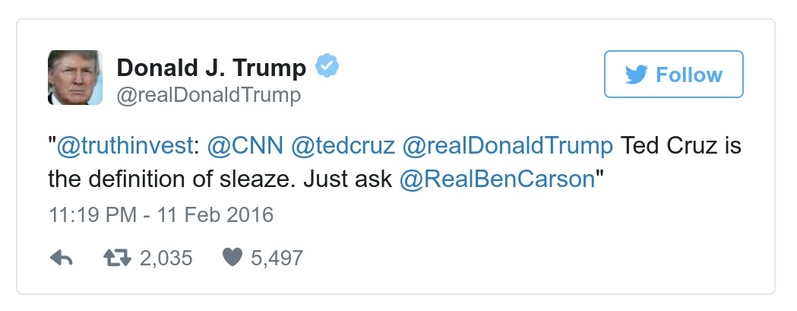 Donald J. Trump
@realDonaldTrump
Follow
"@truthinvest: @CNN @tedcruz @realDonaldTrump Ted Cruz is
the definition of sleaze. Just ask @RealBenCarson"
11:19 PM - 11 Feb 2016
2,035 5,497